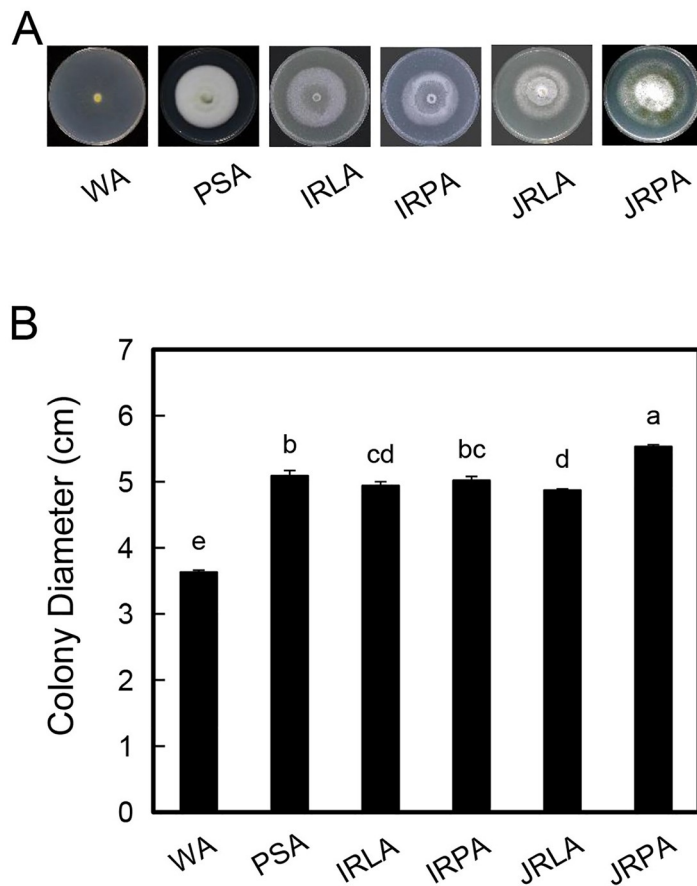 A
WA PSA IRLA IRPA JRLA JRPA
B
Colony Diameter (cm)
7
6
5
4
3
2
1
0
e
b
cd
bc
d
a
WA PSA IRLA IRPA JRLA JRPA